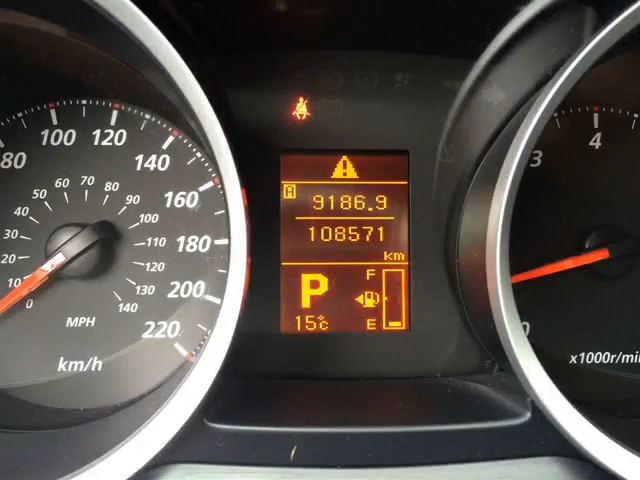 80 100 120 140 160 180 200 220
0 10 20 30 40 50 60 70 80 90 100 110 120 130 140
MPH
km/h
A
9186.9
108571
km
P
F
E
15°c
3 4
0
x1000r/mi